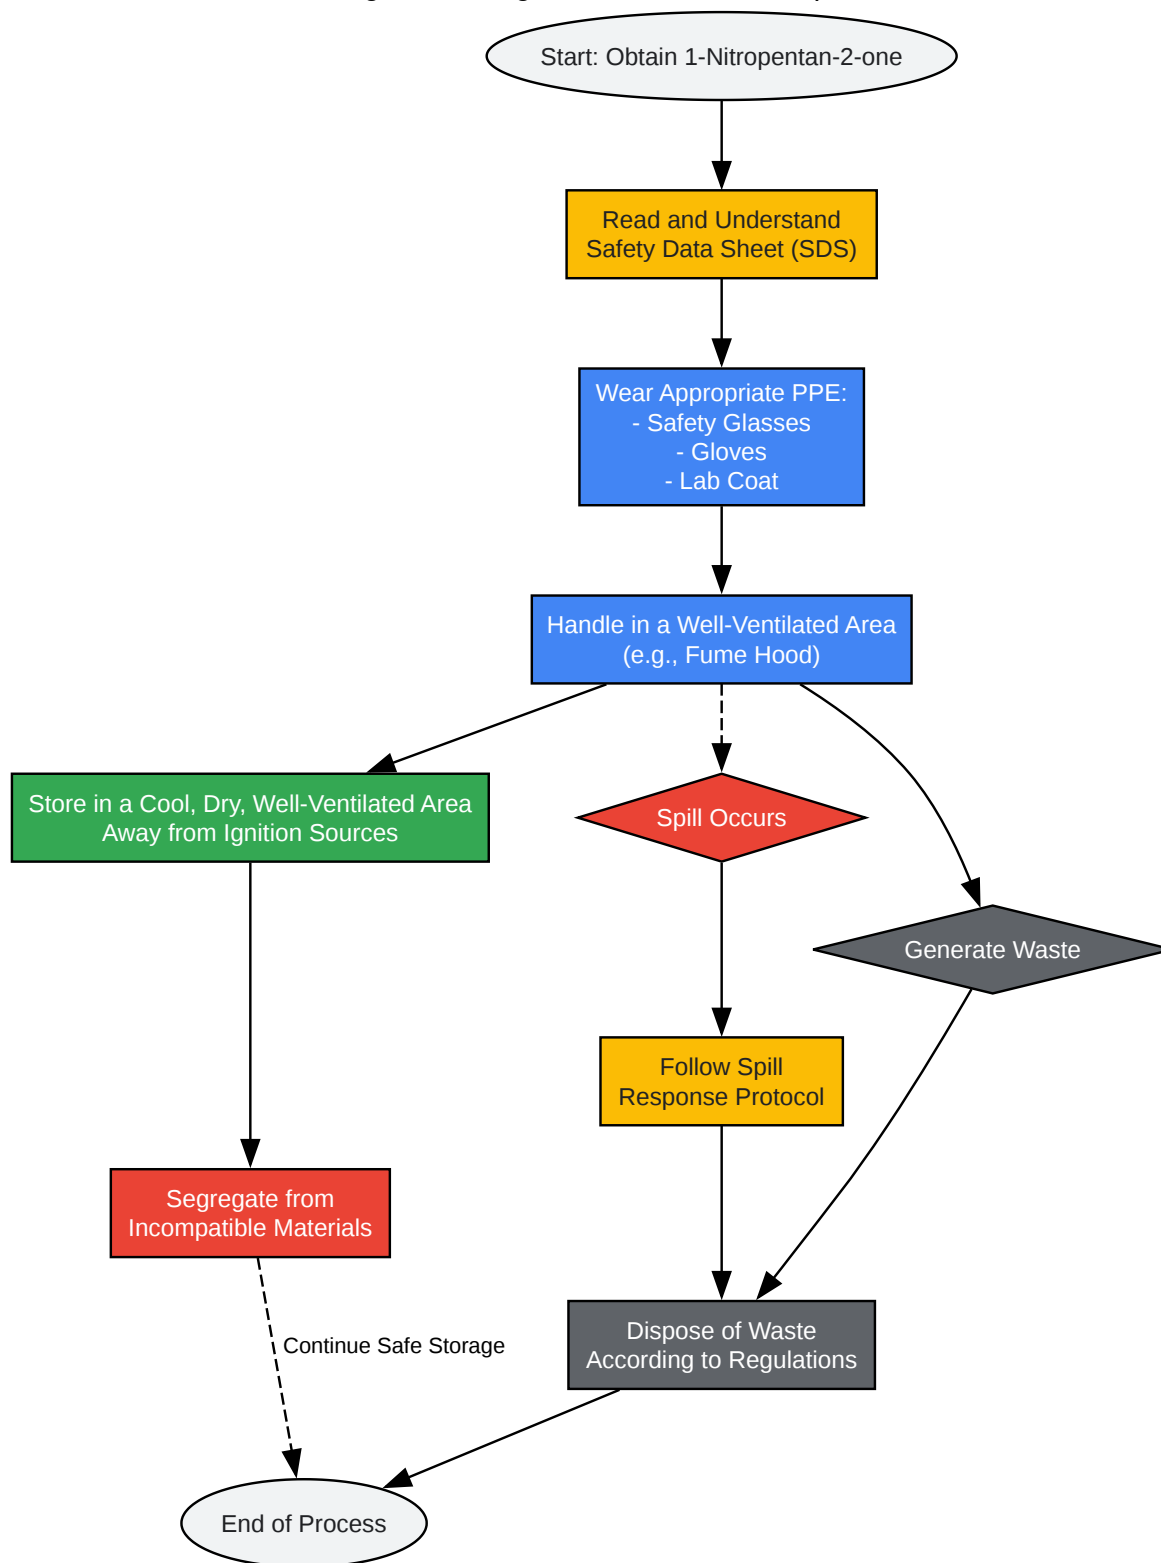 Start: Obtain 1-Nitropentan-2-one
Read and Understand
Safety Data Sheet (SDS)
Wear Appropriate PPE:
- Safety Glasses
- Gloves
- Lab Coat
Handle in a Well-Ventilated Area
(e.g., Fume Hood)
Store in a Cool, Dry, Well-Ventilated Area
Away from Ignition Sources
Spill Occurs
Generate Waste
Follow Spill
Response Protocol
Segregate from
Incompatible Materials
Dispose of Waste
According to Regulations
Continue Safe Storage
End of Process